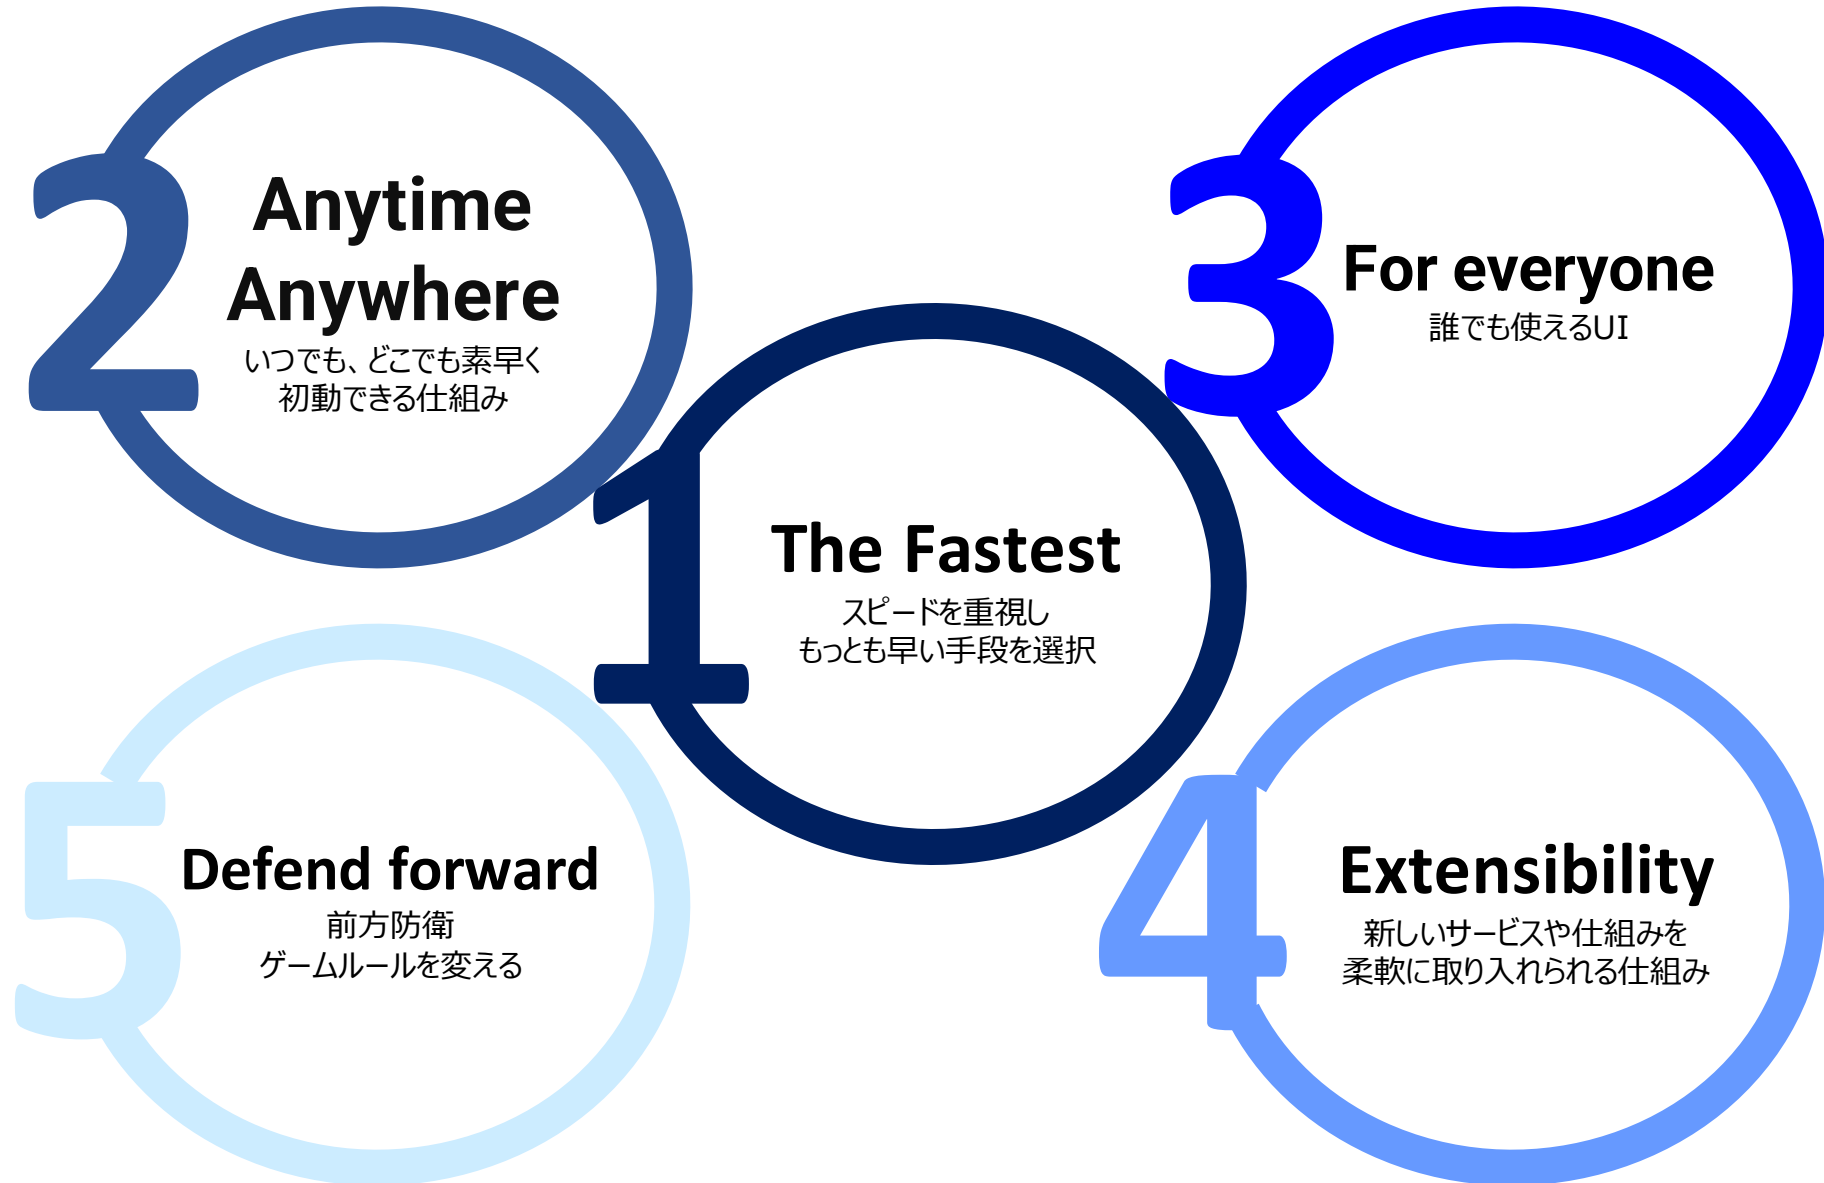 2
Anytime
Anywhere
いつでも、どこでも素早く
初動できる仕組み
3
For everyone
誰でも使えるUI
1
The Fastest
スピードを重視し
もっとも早い手段を選択
5
Defend forward
前方防衛
ゲームルールを変える
4
Extensibility
新しいサービスや仕組みを
柔軟に取り入れられる仕組み